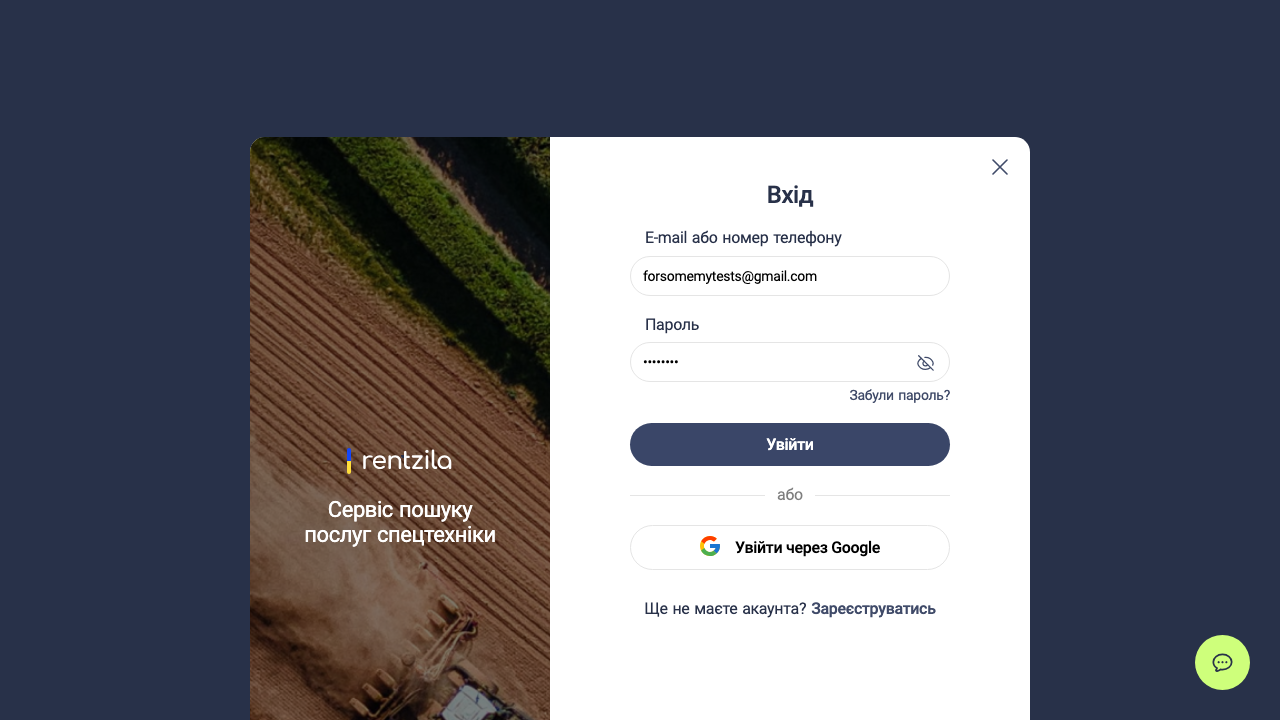 Вхід
E-mail або номер телефону
forsomemytests@gmail.com
Пароль
••••••••
Забули пароль?
Увійти
або
Увійти через Google
Ще не маєте акаунта? Зареєструватись
rentzila
Сервіс пошуку
послуг спецтехніки